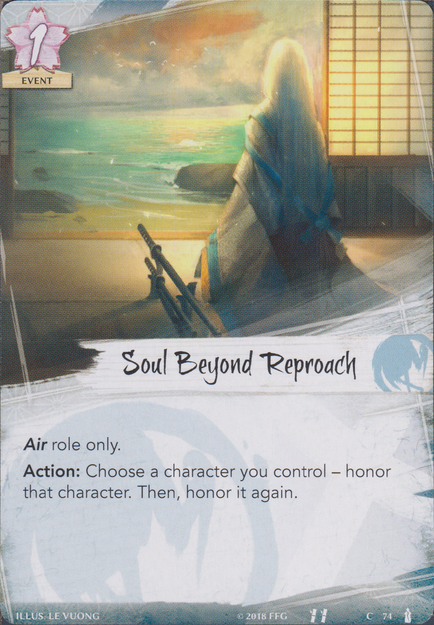 1
EVENT
Soul Beyond Reproach
Air role only.
Action: Choose a character you control – honor
that character. Then, honor it again.
ILLUS. LE VUONG © 2018 FFG C 74